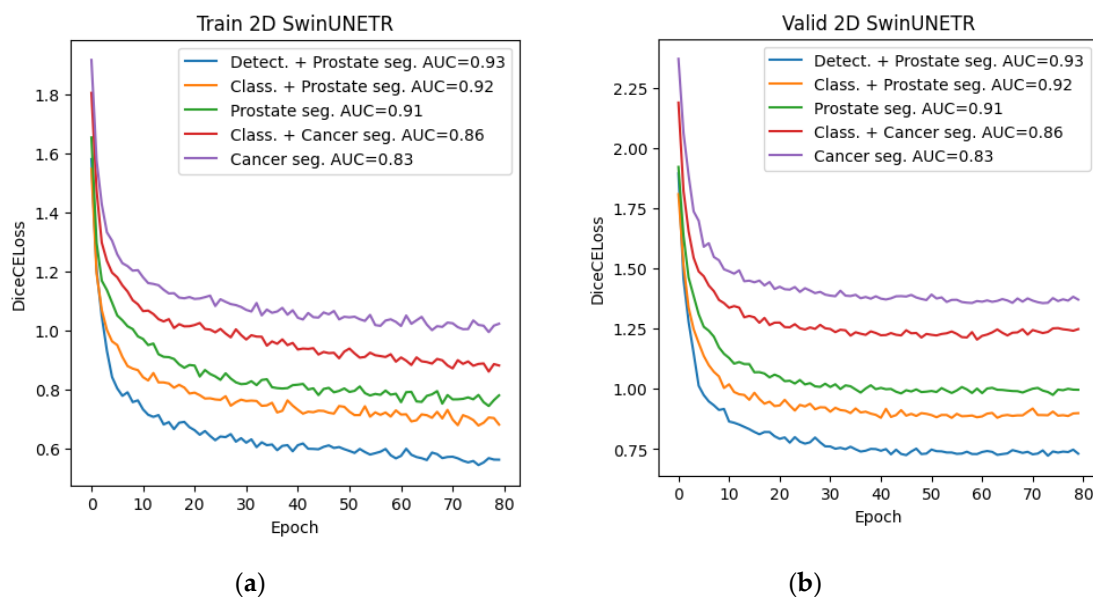 Train 2D SwinUNETR
DiceCELoss
1.8
1.6
1.4
1.2
1.0
0.8
0.6
Detect. + Prostate seg. AUC=0.93
Class. + Prostate seg. AUC=0.92
Prostate seg. AUC=0.91
Class. + Cancer seg. AUC=0.86
Cancer seg. AUC=0.83
0 10 20 30 40 50 60 70 80
Epoch
(a)
Valid 2D SwinUNETR
DiceCELoss
2.25
2.00
1.75
1.50
1.25
1.00
0.75
Detect. + Prostate seg. AUC=0.93
Class. + Prostate seg. AUC=0.92
Prostate seg. AUC=0.91
Class. + Cancer seg. AUC=0.86
Cancer seg. AUC=0.83
0 10 20 30 40 50 60 70 80
Epoch
(b)